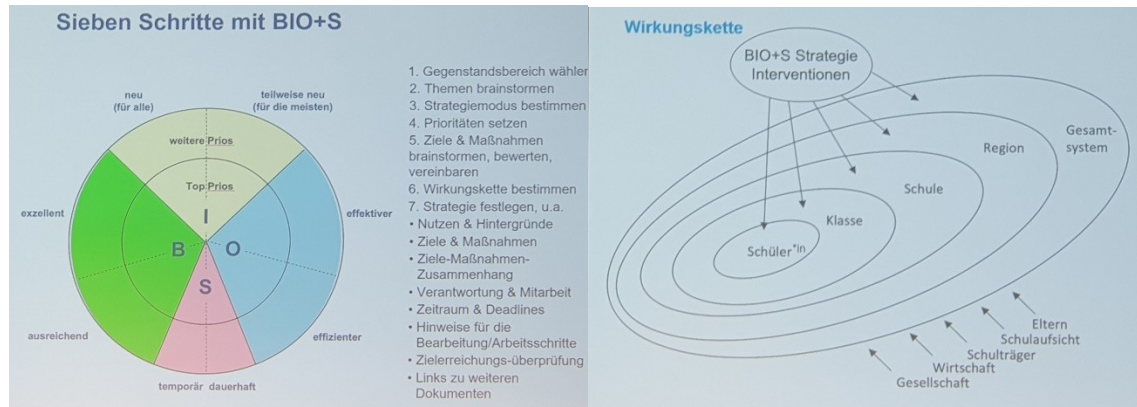 Sieben Schritte mit BIO+S
neu
(für alle)
teilweise neu
(für die meisten)
weitere Prios
Top Prios
exzellent
effektiver
I
B
O
S
ausreichend
effizienter
temporär dauerhaft
1. Gegenstandsbereich wähler
2. Themen brainstormen
3. Strategiemodus bestimmen
4. Prioritäten setzen
5. Ziele & Maßnahmen
brainstormen, bewerten,
vereinbaren
6. Wirkungskette bestimmen
7. Strategie festlegen, u.a.
• Nutzen & Hintergründe
• Ziele & Maßnahmen
• Ziele-Maßnahmen-
Zusammenhang
• Verantwortung & Mitarbeit
• Zeitraum & Deadlines
• Hinweise für die
Bearbeitung/Arbeitsschritte
• Zielerreichungs-überprüfung
• Links zu weiteren
Dokumenten
Wirkungskette
BIO+S Strategie
Interventionen
Gesamt-
system
Region
Schule
Klasse
Schüler*in
Eltern
Schulaufsicht
Schulträger
Wirtschaft
Gesellschaft